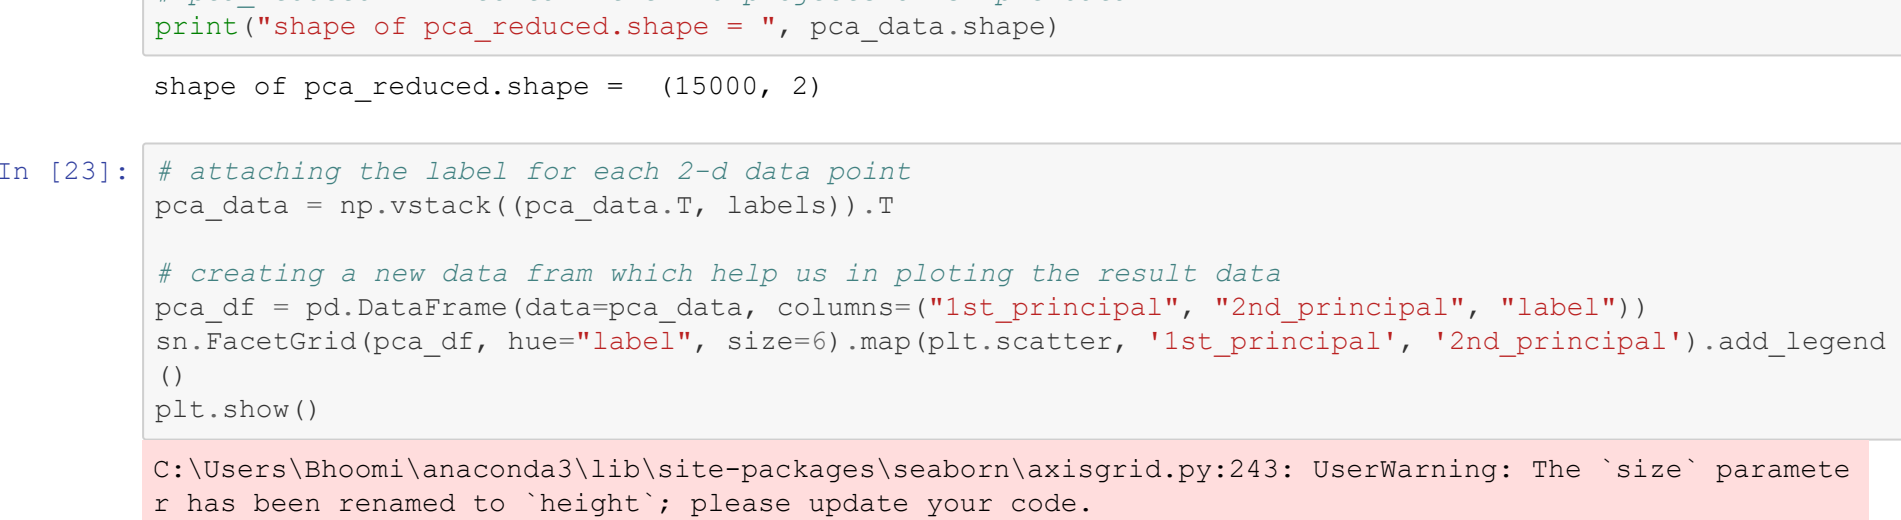 print("shape of pca_reduced.shape = ", pca_data.shape)
shape of pca_reduced.shape =  (15000, 2)
In [23]: # attaching the label for each 2-d data point
pca_data = np.vstack((pca_data.T, labels)).T
# creating a new data fram which help us in ploting the result data
pca_df = pd.DataFrame(data=pca_data, columns=("1st_principal", "2nd_principal", "label"))
sn.FacetGrid(pca_df, hue="label", size=6).map(plt.scatter, '1st_principal', '2nd_principal').add_legend
()
plt.show()
C:\Users\Bhoomi\anaconda3\lib\site-packages\seaborn\axisgrid.py:243: UserWarning: The `size` paramete
r has been renamed to `height`; please update your code.